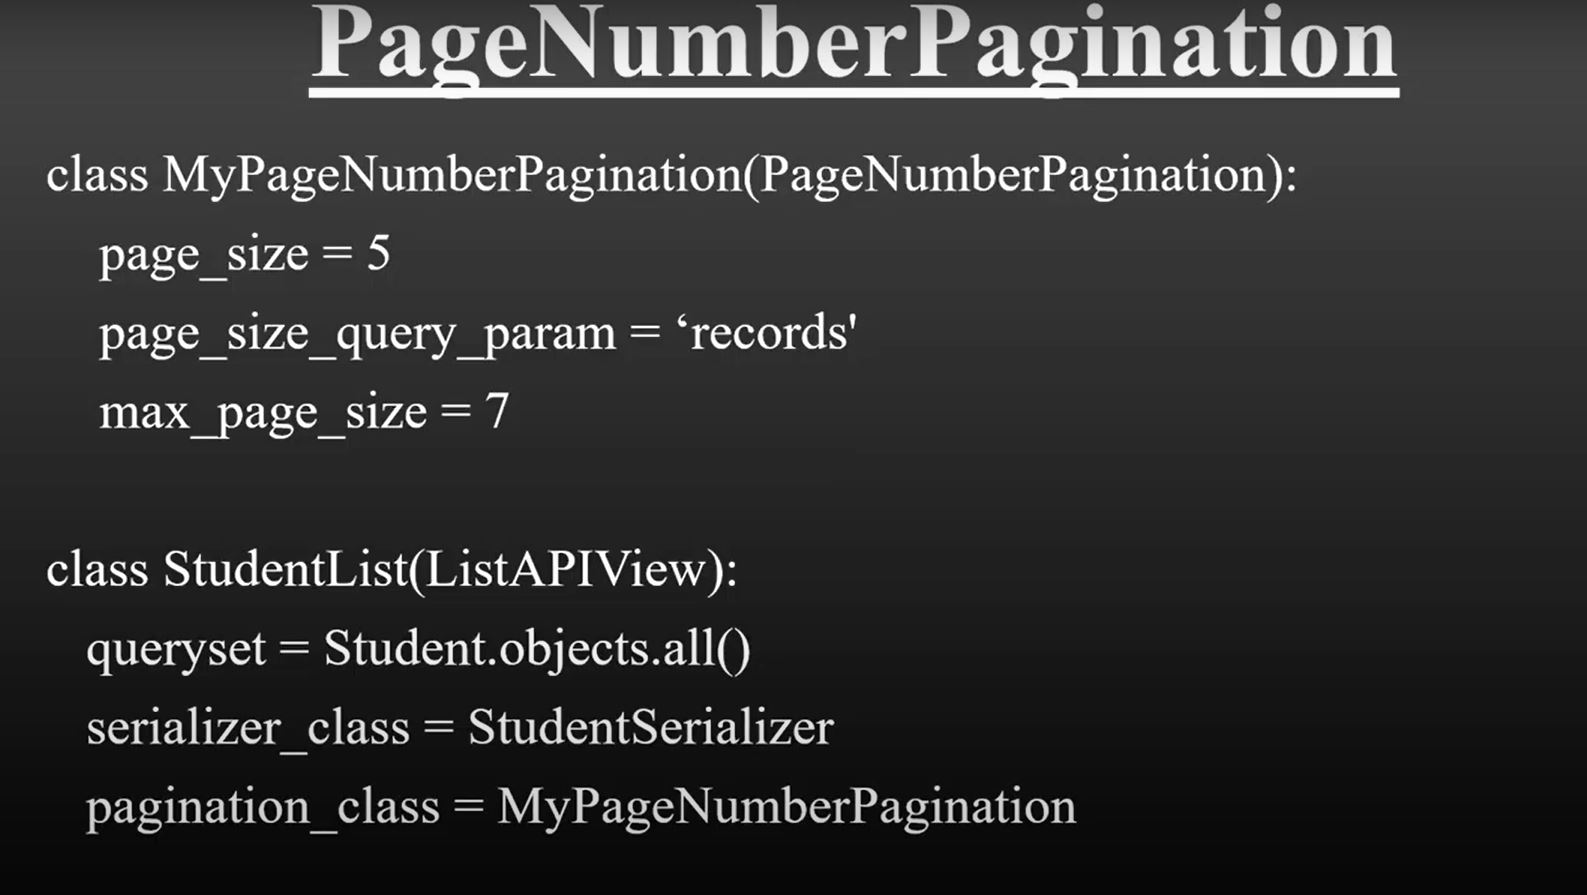 PageNumberPagination
class MyPageNumberPagination(PageNumberPagination):
page_size = 5
page_size_query_param = ‘records'
max_page_size = 7
class StudentList(ListAPIView):
queryset = Student.objects.all()
serializer_class = StudentSerializer
pagination_class = MyPageNumberPagination